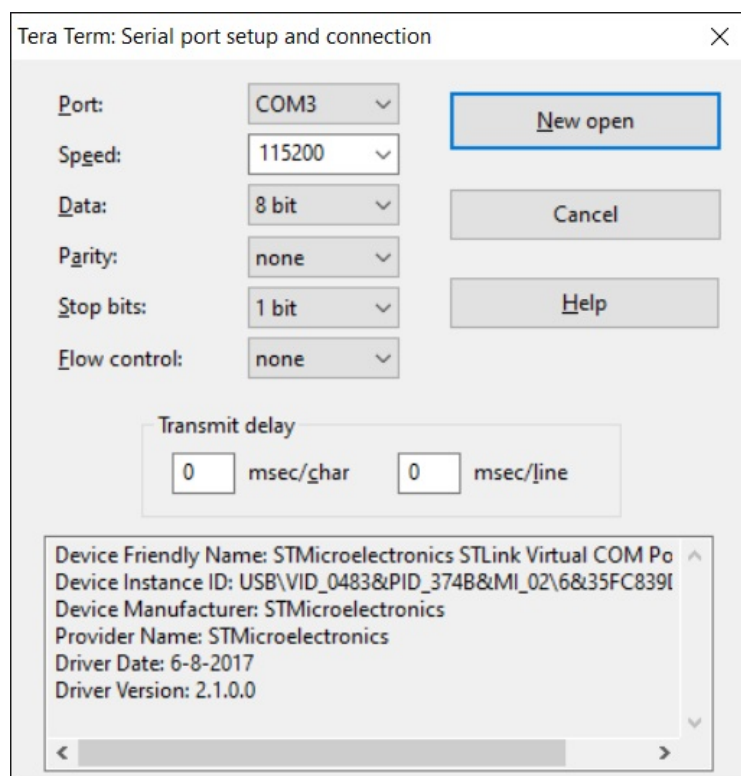 Tera Term: Serial port setup and connection
Port: COM3 New open
Speed: 115200
Data: 8 bit Cancel
Parity: none
Stop bits: 1 bit Help
Flow control: none
Transmit delay
0 msec/char 0 msec/line
Device Friendly Name: STMicroelectronics STLink Virtual COM Po
Device Instance ID: USB\VID_0483&PID_374B&MI_02\6&35FC839
Device Manufacturer: STMicroelectronics
Provider Name: STMicroelectronics
Driver Date: 6-8-2017
Driver Version: 2.1.0.0